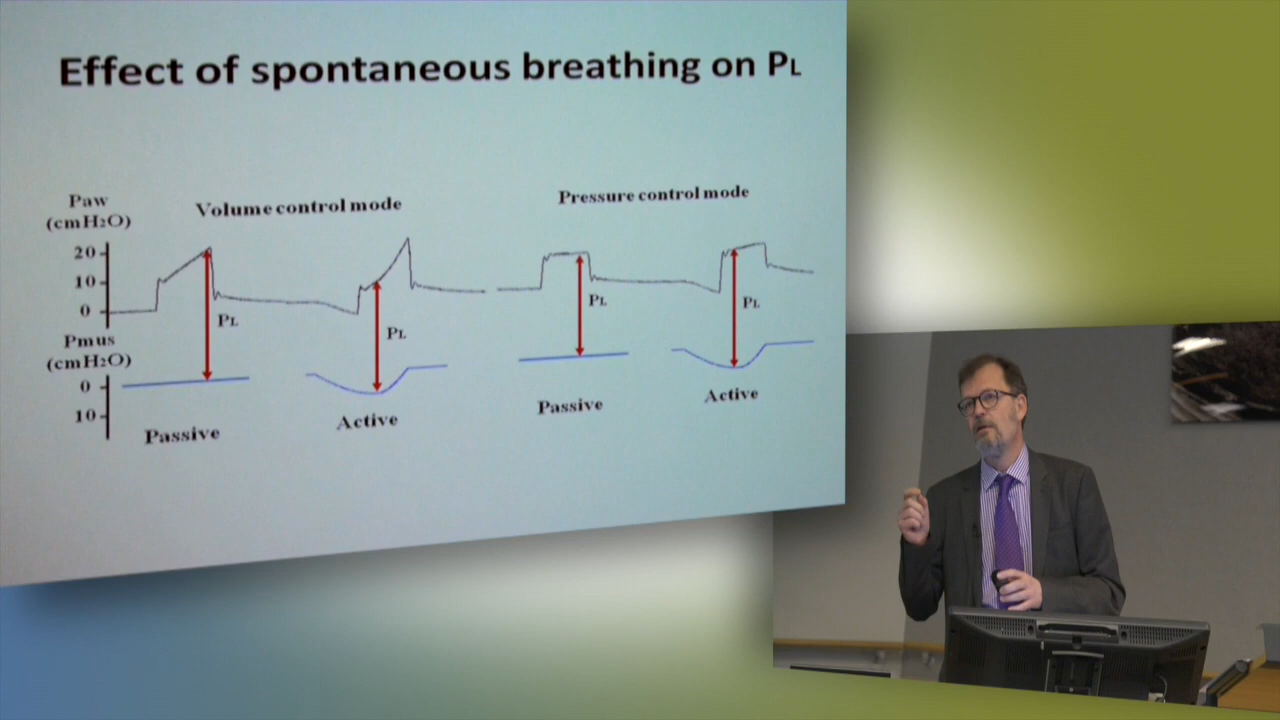 Effect of spontaneous breathing on PL
Paw
(cmH2O)
Volume control mode
Pressure control mode
20
10
0
PL
PL
PL
PL
Pmus
(cmH2O)
0
10
Passive
Active
Passive
Active